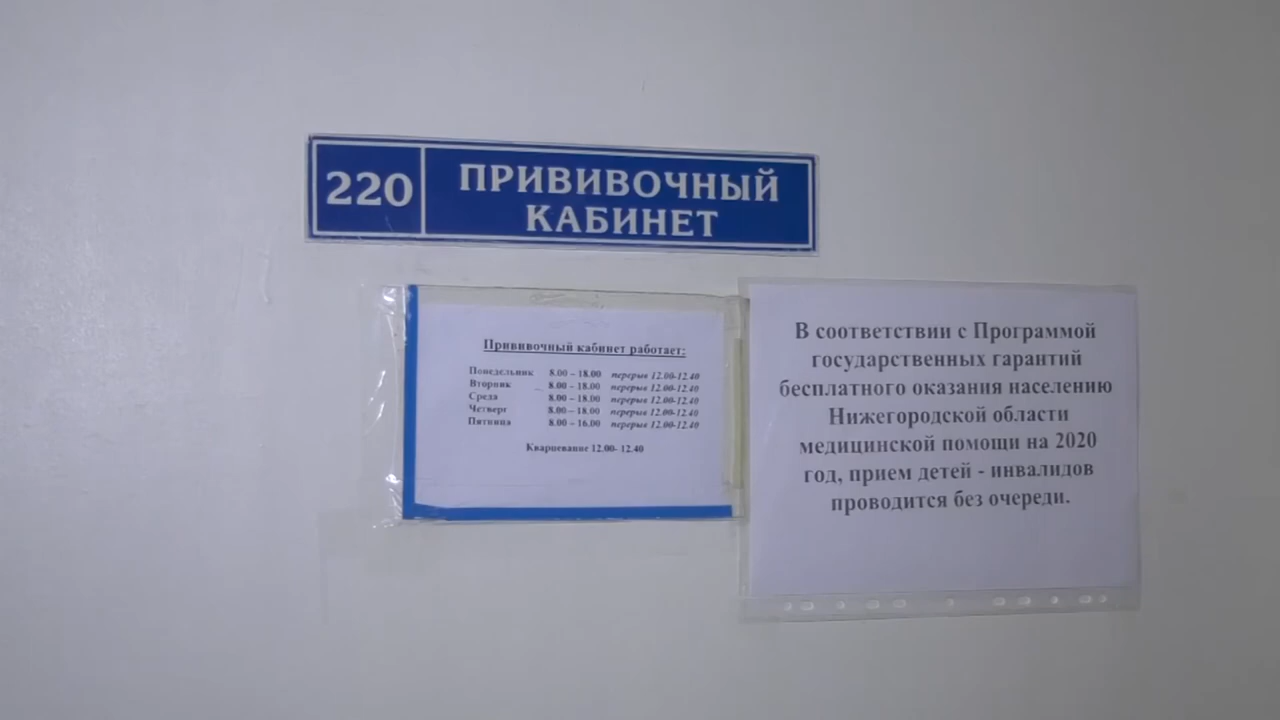 220
ПРИВИВОЧНЫЙ
КАБИНЕТ
Прививочный кабинет работает:
Понедельник 8.00 – 18.00 перерыв 12.00-12.40
Вторник 8.00 – 18.00 перерыв 12.00-12.40
Среда 8.00 – 18.00 перерыв 12.00-12.40
Четверг 8.00 – 18.00 перерыв 12.00-12.40
Пятница 8.00 – 16.00 перерыв 12.00-12.40
Кварцевание 12.00- 12.40
В соответствии с Программой
государственных гарантий
бесплатного оказания населению
Нижегородской области
медицинской помощи на 2020
год, прием детей - инвалидов
проводится без очереди.